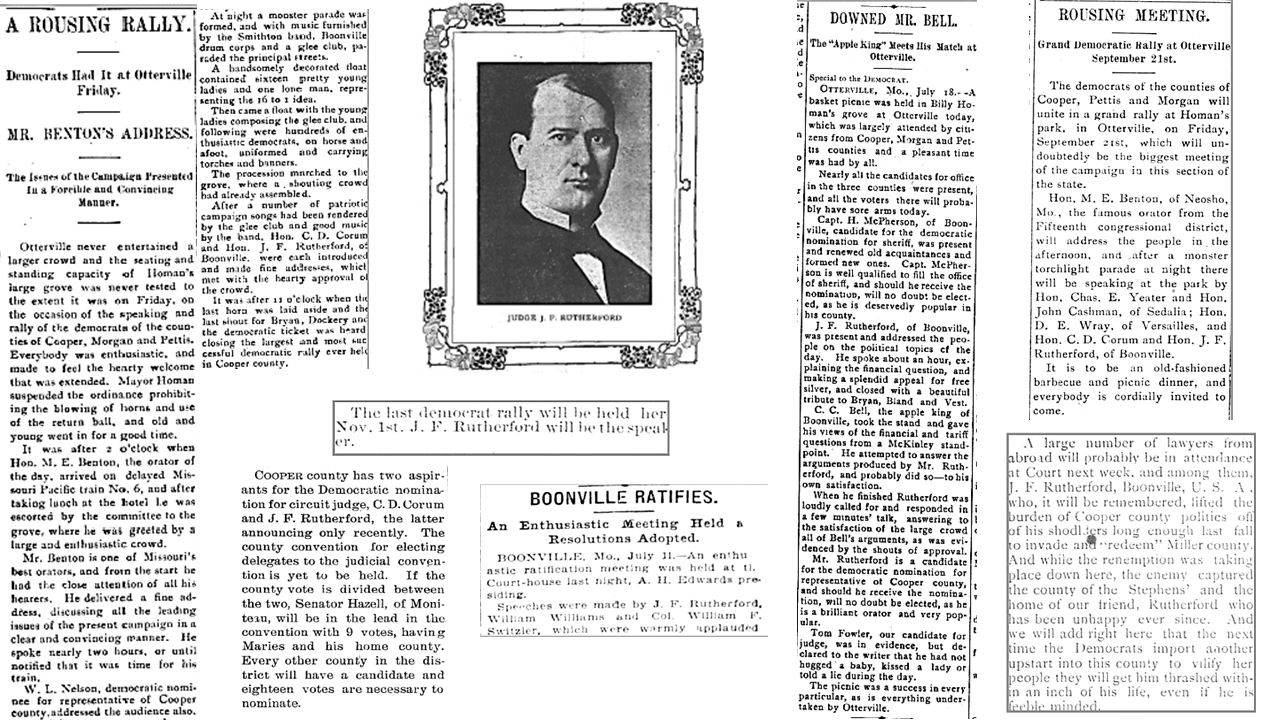 A ROUSING RALLY.
Democrats Had It at Otterville
Friday.
MR. BENTON'S ADDRESS.
The Issues of the Campaign Presented
In a Forcible and Convincing
Manner.
Otterville never entertained a
larger crowd and the seating and
standing capacity of Homan's
large grove was never tested to
the extent it was on Friday, on
the occasion of the speaking and
rally of the democrats of the coun-
ties of Cooper, Morgan and Pettis.
Everybody was enthusiastic, and
made to feel the hearty welcome
that was extended. Mayor Homan
suspended the ordinance prohibit-
ing the blowing of horns and use
of the return ball, and old and
young went in for a good time.
It was after 2 o'clock when
Hon. M. E. Benton, the orator of
the day, arrived on delayed Mis-
souri Pacific train No. 6, and after
taking lunch at the hotel he was
escorted by the committee to the
grove, where he was greeted by a
large and enthusiastic crowd.
Mr. Benton is one of Missouri's
best orators, and from the start he
had the close attention of all his
hearers. He delivered a fine ad-
dress, discussing all the leading
issues of the present campaign in a
clear and convincing manner. He
spoke nearly two hours, or until
notified that it was time for his
train.
W. L. Nelson, democratic nomi-
nee for representative of Cooper
county, addressed the audience also.
At night a monster parade was
formed, and with music furnished
by the Smithton band, Boonville
drum corps and a glee club, pa-
raded the principal streets.
A handsomely decorated float
contained sixteen pretty young
ladies and one lone man, repre-
senting the 16 to 1 idea.
Then came a float with the young
ladies composing the glee club, and
following were hundreds of en-
thusiastic democrats, on horse and
afoot, uniformed and carrying
torches and banners.
The procession marched to the
grove, where a shouting crowd
had already assembled.
After a number of patriotic
campaign songs had been rendered
by the glee club and good music
by the band, Hon. C. D. Corum
and Hon. J. F. Rutherford, of
Boonville, were each introduced
and made fine addresses, which
met with the hearty approval of
the crowd.
It was after 11 o'clock when the
last horn was laid aside and the
last shout for Bryan, Dockery and
the democratic ticket was heard
closing the largest and most suc
cessful democratic rally ever held
in Cooper county.
JUDGE J. F. RUTHERFORD
The last democrat rally will be held her
Nov. 1st. J. F. Rutherford will be the speak
er.
COOPER county has two aspir-
ants for the Democratic nomina-
tion for circuit judge, C. D. Corum
and J. F. Rutherford, the latter
announcing only recently. The
county convention for electing
delegates to the judicial conven-
tion is yet to be held. If the
county vote is divided between
the two, Senator Hazell, of Moni-
teau, will be in the lead in the
convention with 9 votes, having
Maries and his home county.
Every other county in the dis-
trict will have a candidate and
eighteen votes are necessary to
nominate.
BOONVILLE RATIFIES.
An Enthusiastic Meeting Held a
Resolutions Adopted.
BOONVILLE, Mo., July 11.—An enthu
astic ratification meeting was held at tl.
Court-house last night, A. H. Edwards pre-
siding.
Speeches were made by J. F. Rutherford,
William Williams and Col. William F.
Switzler, which were warmly applauded
DOWNED MR. BELL.
The "Apple King" Meets His Match at
Otterville.
Special to the DEMOCRAT.
OTTERVILLE, Mo., July 18.--A
basket picnic was held in Billy Ho-
man's grove at Otterville today,
which was largely attended by citi-
zens from Cooper, Morgan and Pet-
tis counties and a pleasant time
was had by all.
Nearly all the candidates for office
in the three counties were present,
and all the voters there will proba-
bly have sore arms today.
Capt. H. McPherson, of Boon-
ville, candidate for the democratic
nomination for sheriff, was present
and renewed old acquaintances and
formed new ones. Capt. McPher-
son is well qualified to fill the office
of sheriff, and should he receive the
nomination, will no doubt be elect-
ed, as he is deservedly popular in
his county.
J. F. Rutherford, of Boonville,
was present and addressed the peo-
ple on the political topics of the
day. He spoke about an hour, ex-
plaining the financial question, and
making a splendid appeal for free
silver, and closed with a beautiful
tribute to Bryan, Bland and Vest.
C. C. Bell, the apple king of
Boonville, took the stand and gave
his views of the financial and tariff
questions from a McKinley stand-
point. He attempted to answer the
arguments produced by Mr. Ruth-
erford, and probably did so—to his
own satisfaction.
When he finished Rutherford was
loudly called for and responded in
a few minutes' talk, answering to
the satisfaction of the large crowd
all of Bell's arguments, as was evi-
denced by the shouts of approval.
Mr. Rutherford is a candidate
for the democratic nomination for
representative of Cooper county,
and should he receive the nomina-
tion, will no doubt be elected, as he
is a brilliant orator and very pop-
ular.
Tom Fowler, our candidate for
judge, was in evidence, but de-
clared to the writer that he had not
hugged a baby, kissed a lady or
told a lie during the day.
The picnic was a success in every
particular, as is everything under-
taken by Otterville.
ROUSING MEETING.
Grand Democratic Rally at Otterville
September 21st.
The democrats of the counties of
Cooper, Pettis and Morgan will
unite in a grand rally at Homan's
park, in Otterville, on Friday,
September 21st, which will un-
doubtedly be the biggest meeting
of the campaign in this section of
the state.
Hon. M. E. Benton, of Neosho,
Mo., the famous orator from the
Fifteenth congressional district,
will address the people in the
afternoon, and after a monster
torchlight parade at night there
will be speaking at the park by
Hon. Chas. E. Yeater and Hon.
John Cashman, of Sedalia; Hon.
D. E. Wray, of Versailles, and
Hon. C. D. Corum and Hon. J. F.
Rutherford, of Boonville.
It is to be an old-fashioned
barbecue and picnic dinner, and
everybody is cordially invited to
come.
A large number of lawyers from
abroad will probably be in attendance
at Court next week, and among them,
J. F. Rutherford, Boonville, U. S. A.,
who, it will be remembered, lifted the
burden of Cooper county politics off
of his shodlders long enough last fall
to invade and "redeem" Miller county.
And while the renemption was taking
place down here, the enemy captured
the county of the Stephens' and the
home of our friend, Rutherford who
has been unhappy ever since. And
we will add right here that the next
time the Democrats import another
upstart into this county to vilify her
people they will get him thrashed with-
in an inch of his life, even if he is
feeble minded.